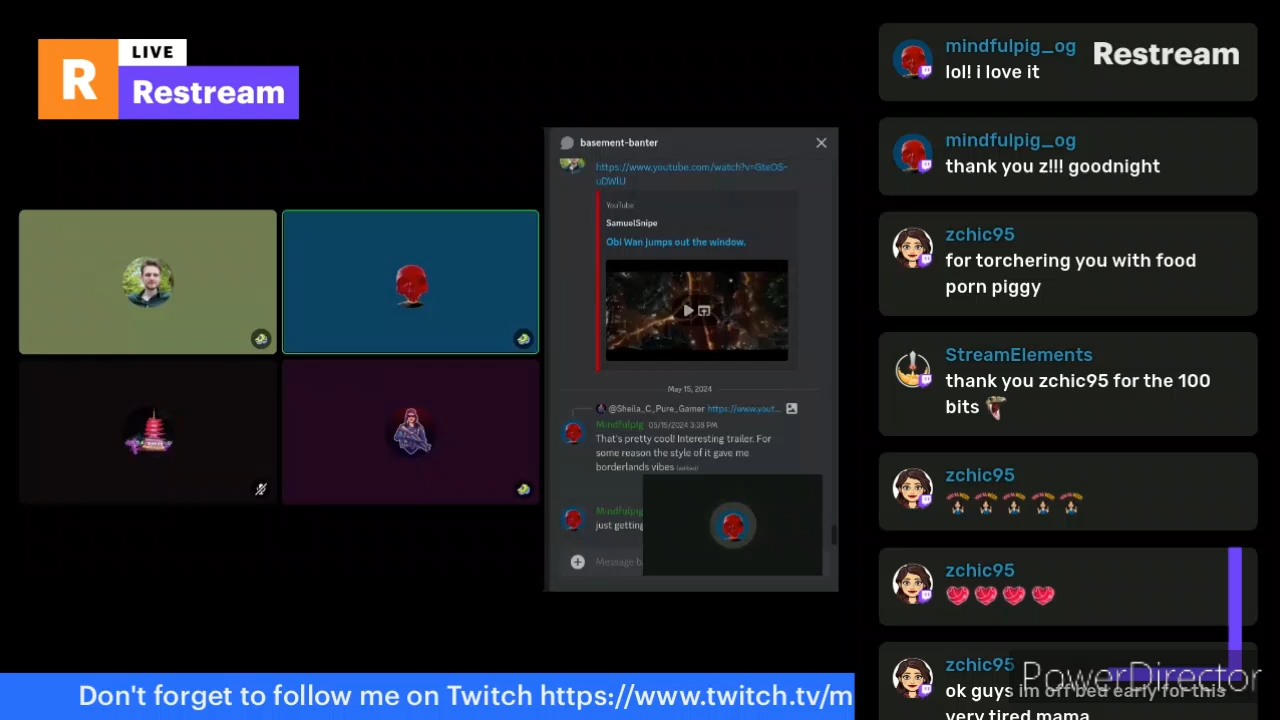 R
LIVE
Restream
basement-banter
https://www.youtube.com/watch?v=GteOS-
uDWlU
YouTube
SamuelSnipe
Obi Wan jumps out the window.
May 15, 2024
@Sheila_C_Pure_Gamer https://www.yout...
Mindfulpig 05/15/2024 3:39 PM
That's pretty cool! Interesting trailer. For
some reason the style of it gave me
borderlands vibes (edited)
Mindfulpig
just getting
Message b
Don't forget to follow me on Twitch https://www.twitch.tv/m
Restream
mindfulpig_og
lol! i love it
mindfulpig_og
thank you z!!! goodnight
zchic95
for torchering you with food
porn piggy
StreamElements
thank you zchic95 for the 100
bits
zchic95
zchic95
zchic95
ok guys im off bed early for this
very tired mama
PowerDirector